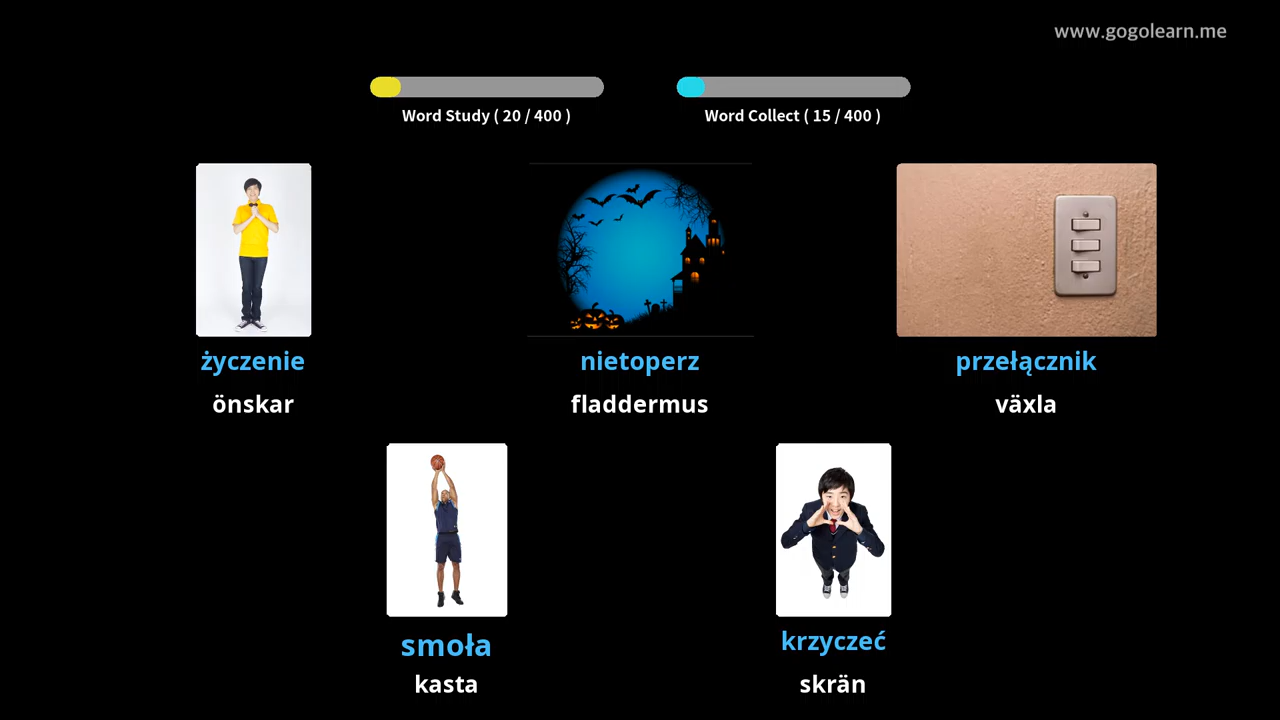 www.gogolearn.me
Word Study ( 20 / 400 )
Word Collect ( 15 / 400 )
życzenie
nietoperz
przełącznik
önskar
fladdermus
växla
smoła
krzyczeć
kasta
skrän